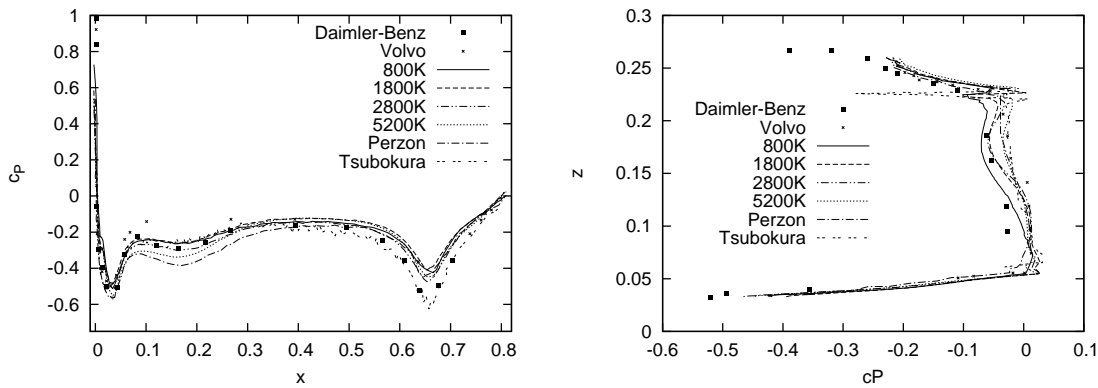 1
0.8
0.6
0.4
0.2
0
-0.2
-0.4
-0.6
cP
0 0.1 0.2 0.3 0.4 0.5 0.6 0.7 0.8
x
Daimler-Benz
Volvo
800K
1800K
2800K
5200K
Perzon
Tsubokura
0.3
0.25
0.2
0.15
0.1
0.05
0
z
-0.6 -0.5 -0.4 -0.3 -0.2 -0.1 0 0.1
cP
Daimler-Benz
Volvo
800K
1800K
2800K
5200K
Perzon
Tsubokura